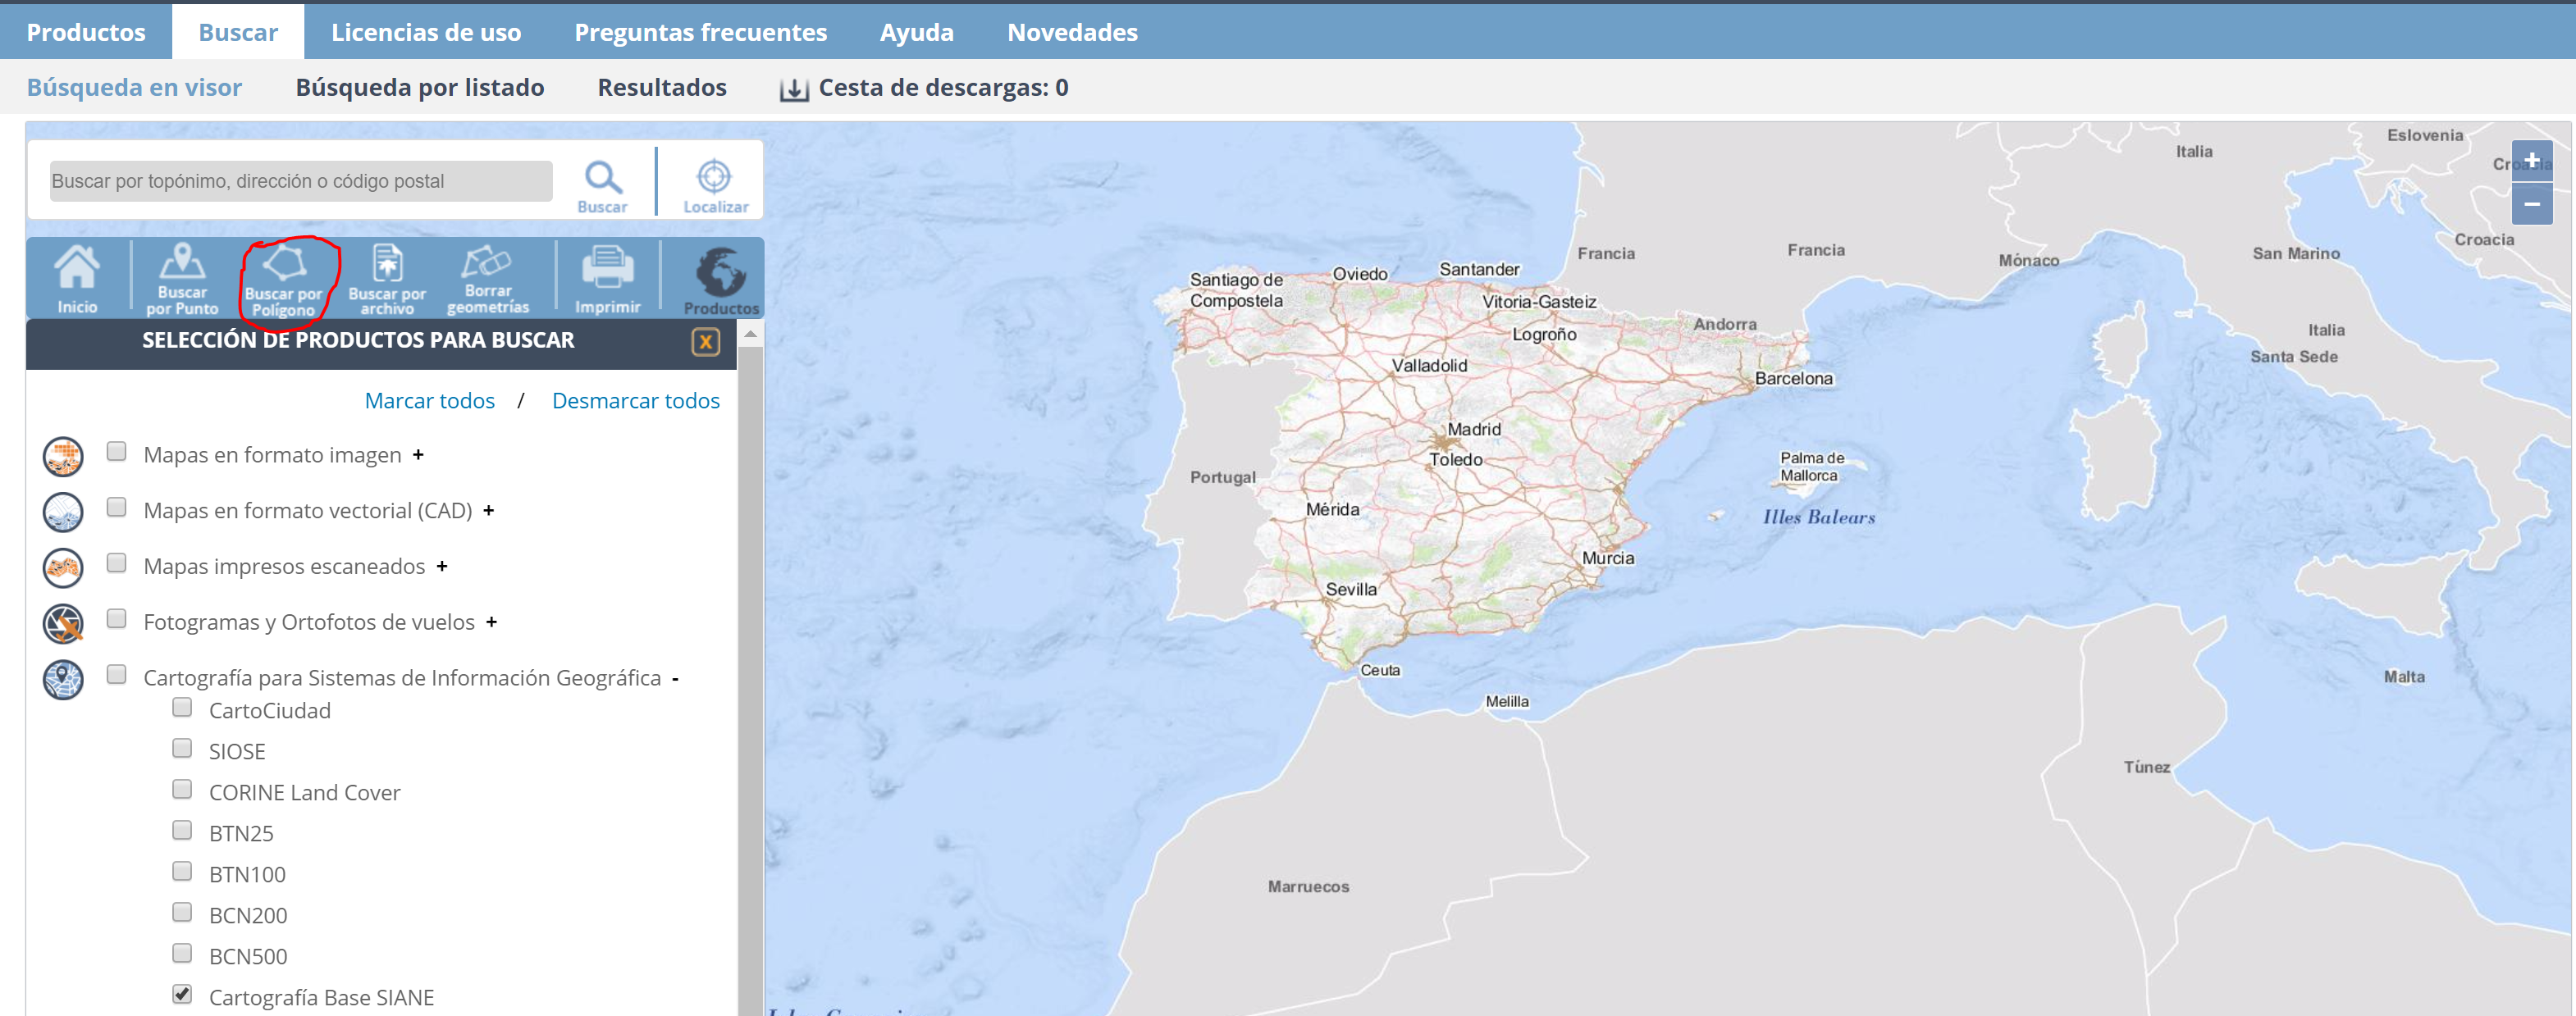 Productos Buscar Licencias de uso Preguntas frecuentes Ayuda Novedades
Búsqueda en visor Búsqueda por listado Resultados Cesta de descargas: 0
Buscar por topónimo, dirección o código postal
Buscar
Localizar
Inicio
Buscar
por Punto
Buscar por
Polígono
Buscar por
archivo
Borrar
geometrías
Imprimir
Productos
SELECCIÓN DE PRODUCTOS PARA BUSCAR
X
Marcar todos / Desmarcar todos
Mapas en formato imagen +
Mapas en formato vectorial (CAD) +
Mapas impresos escaneados +
Fotogramas y Ortofotos de vuelos +
Cartografía para Sistemas de Información Geográfica -
CartoCiudad
SIOSE
CORINE Land Cover
BTN25
BTN100
BCN200
BCN500
Cartografía Base SIANE
Eslovenia
Italia
+
−
Croacia
Francia
Francia
Mónaco
San Marino
Santiago de
Compostela
Oviedo
Santander
Vitoria-Gasteiz
Logroño
Andorra
Italia
Santa Sede
Valladolid
Barcelona
Madrid
Toledo
Portugal
Palma de
Mallorca
Mérida
Illes Balears
Murcia
Sevilla
Ceuta
Melilla
Malta
Túnez
Marruecos